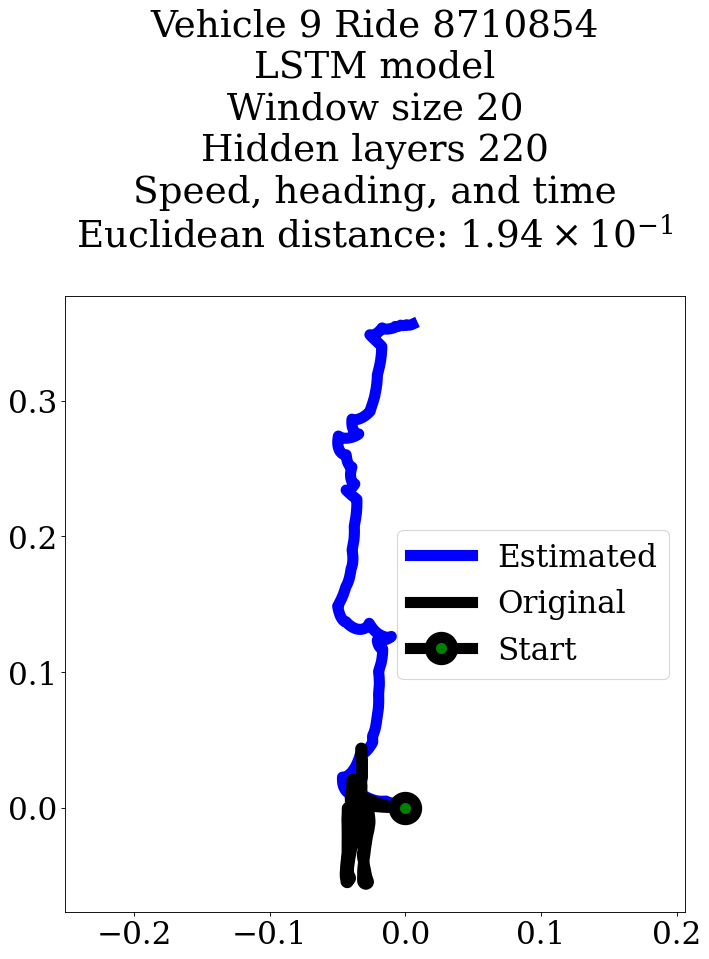 Vehicle 9 Ride 8710854
LSTM model
Window size 20
Hidden layers 220
Speed, heading, and time
Euclidean distance: 1.94 × 10⁻¹
0.3
0.2
0.1
0.0
Estimated
Original
Start
−0.2 −0.1 0.0 0.1 0.2